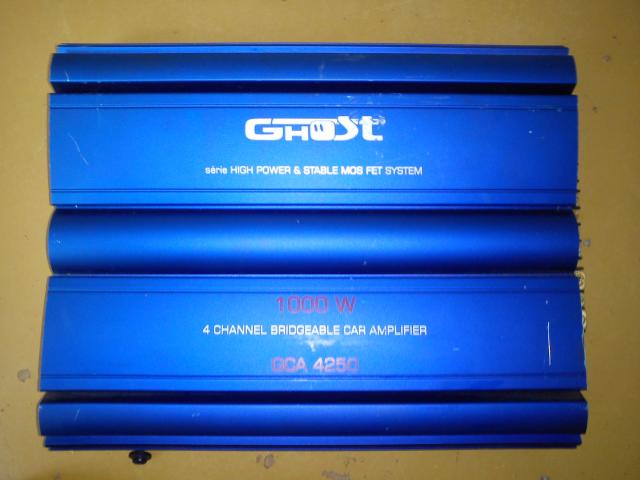 GHOSt
série HIGH POWER & STABLE MOS FET SYSTEM
1000 W
4 CHANNEL BRIDGEABLE CAR AMPLIFIER
GCA 4250